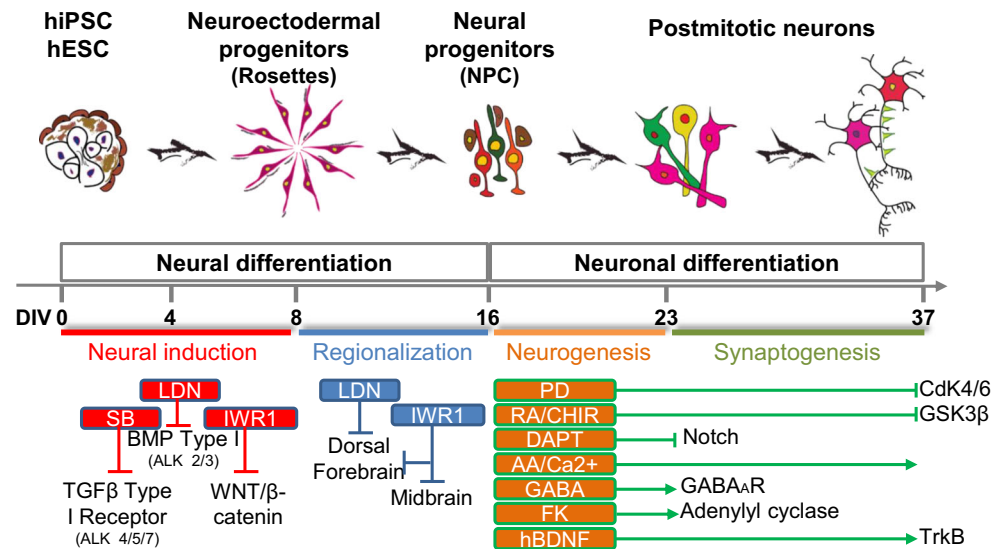 hiPSC
hESC
Neuroectodermal
progenitors
(Rosettes)
Neural
progenitors
(NPC)
Postmitotic neurons
Neural differentiation
Neuronal differentiation
DIV 0 4 8 16 23 37
Neural induction
Regionalization
Neurogenesis
Synaptogenesis
LDN
SB
IWR1
BMP Type I
(ALK 2/3)
TGFβ Type
I Receptor
(ALK 4/5/7)
WNT/β-
catenin
LDN
IWR1
Dorsal
Forebrain
Midbrain
PD
CdK4/6
RA/CHIR
GSK3β
DAPT
Notch
AA/Ca2+
GABA
GABAAR
FK
Adenylyl cyclase
hBDNF
TrkB